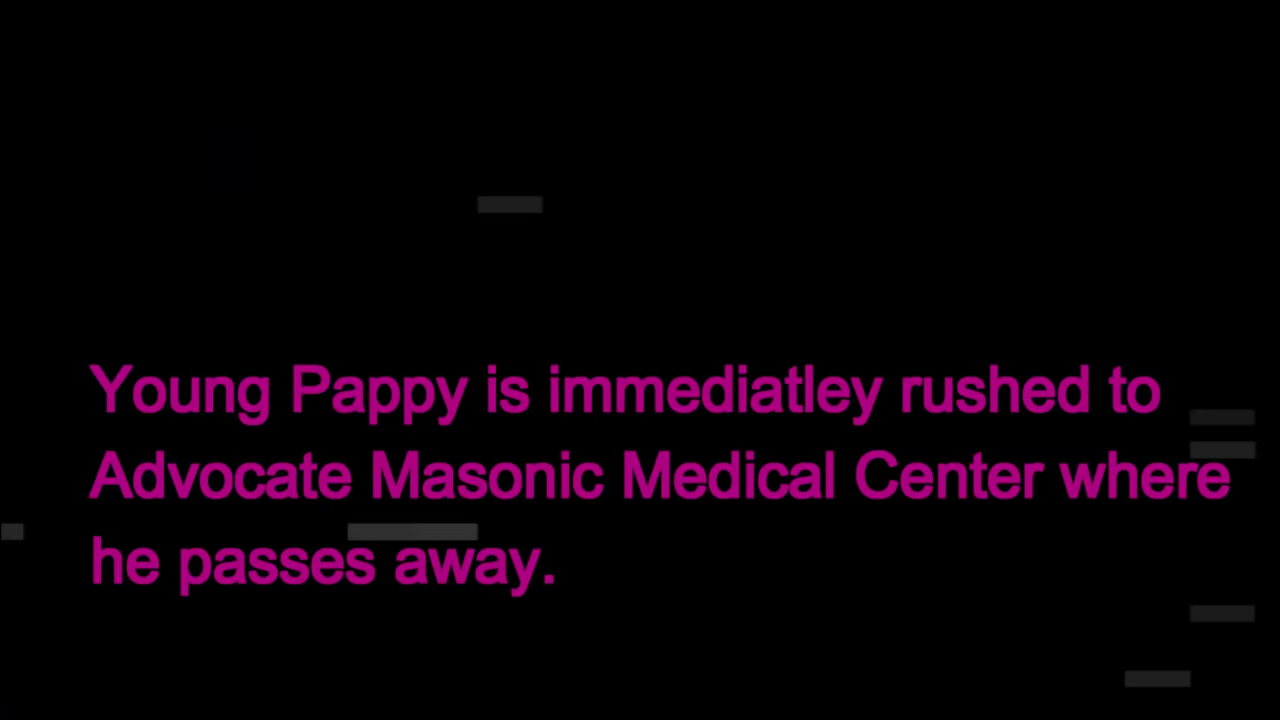 Young Pappy is immediatley rushed to
Advocate Masonic Medical Center where
he passes away.